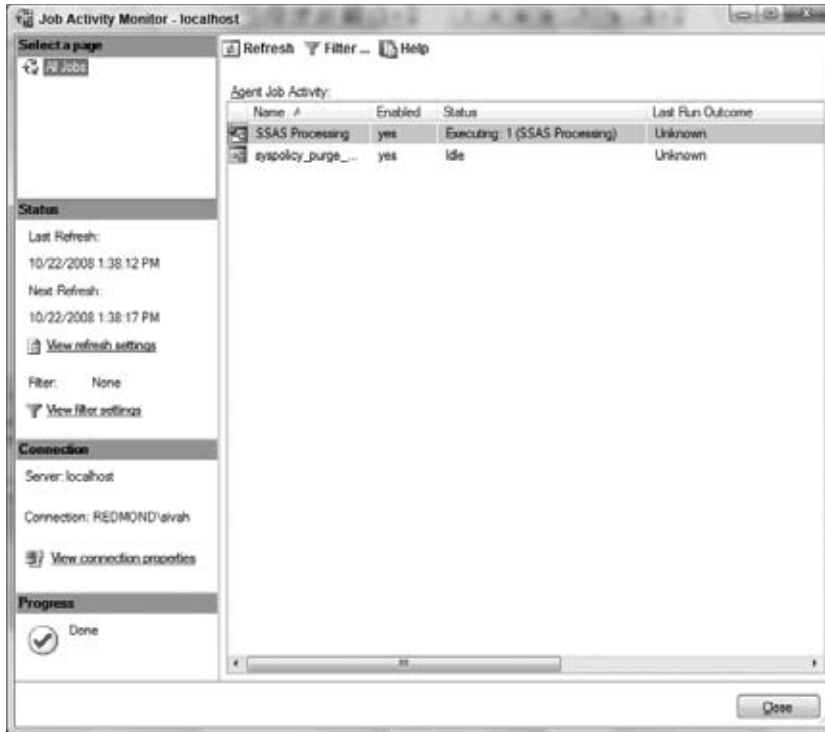 Job Activity Monitor - localhost
Select a page
All Jobs
Refresh Filter ... Help
Agent Job Activity:
Name Enabled Status Last Run Outcome
SSAS Processing yes Executing: 1 (SSAS Processing) Unknown
syspolicy_purge_... yes Idle Unknown
Status
Last Refresh:
10/22/2008 1:38:12 PM
Next Refresh:
10/22/2008 1:38:17 PM
View refresh settings
Filter: None
View filter settings
Connection
Server: localhost
Connection: REDMOND\sivah
View connection properties
Progress
Done
Close